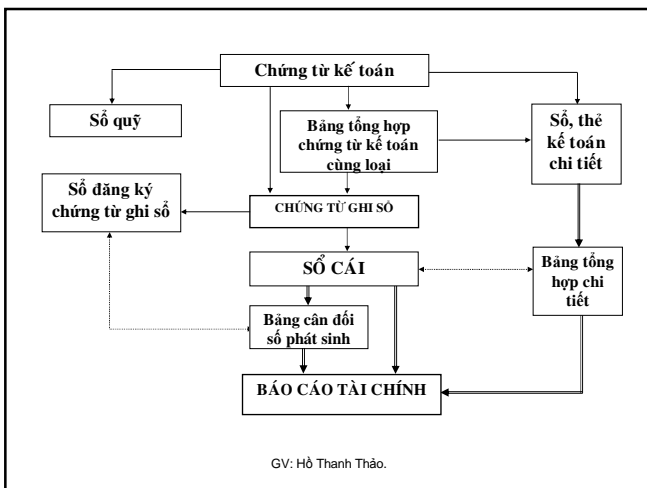 Chứng từ kế toán
Sổ quỹ
Bảng tổng hợp
chứng từ kế toán
cùng loại
Sổ, thẻ
kế toán
chi tiết
Sổ đăng ký
chứng từ ghi sổ
CHỨNG TỪ GHI SỔ
SỔ CÁI
Bảng tổng
hợp chi
tiết
Bảng cân đối
số phát sinh
BÁO CÁO TÀI CHÍNH
GV: Hồ Thanh Thảo.